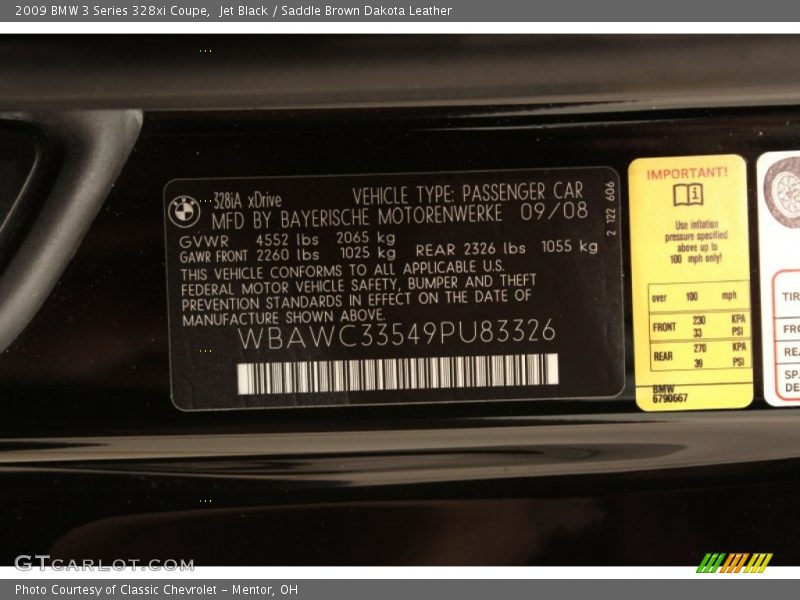 2009 BMW 3 Series 328xi Coupe,  Jet Black / Saddle Brown Dakota Leather
328iA xDrive VEHICLE TYPE: PASSENGER CAR
MFD BY BAYERISCHE MOTORENWERKE 09/08
GVWR 4552 lbs 2065 kg
GAWR FRONT 2260 lbs 1025 kg REAR 2326 lbs 1055 kg
THIS VEHICLE CONFORMS TO ALL APPLICABLE U.S.
FEDERAL MOTOR VEHICLE SAFETY, BUMPER AND THEFT
PREVENTION STANDARDS IN EFFECT ON THE DATE OF
MANUFACTURE SHOWN ABOVE.
WBAWC33549PU83326
2 122 606
IMPORTANT!
Use inflation
pressure specified
above up to
100 mph only!
over 100 mph
FRONT 230 KPA
33 PSI
REAR 270 KPA
39 PSI
BMW
6790667
TIR
FRO
REA
SPA
DE
GTCARLOT.COM
Photo Courtesy of Classic Chevrolet - Mentor, OH